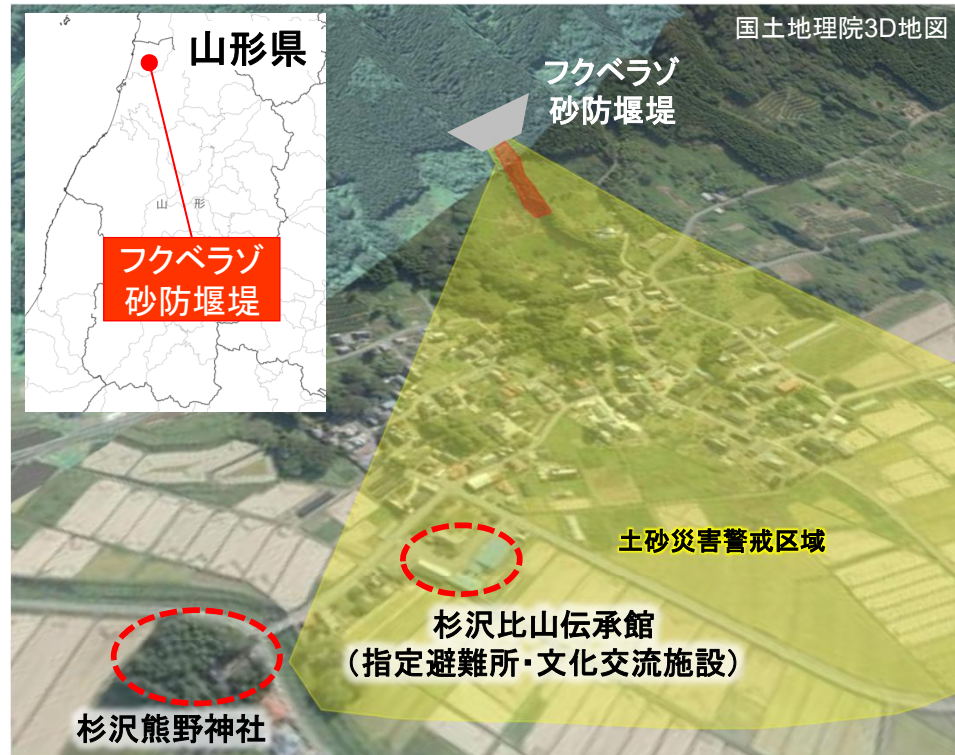 国土地理院3D地図
山形県
フクベラゾ
砂防堰堤
山 形
フクベラゾ
砂防堰堤
土砂災害警戒区域
杉沢比山伝承館
（指定避難所・文化交流施設）
杉沢熊野神社